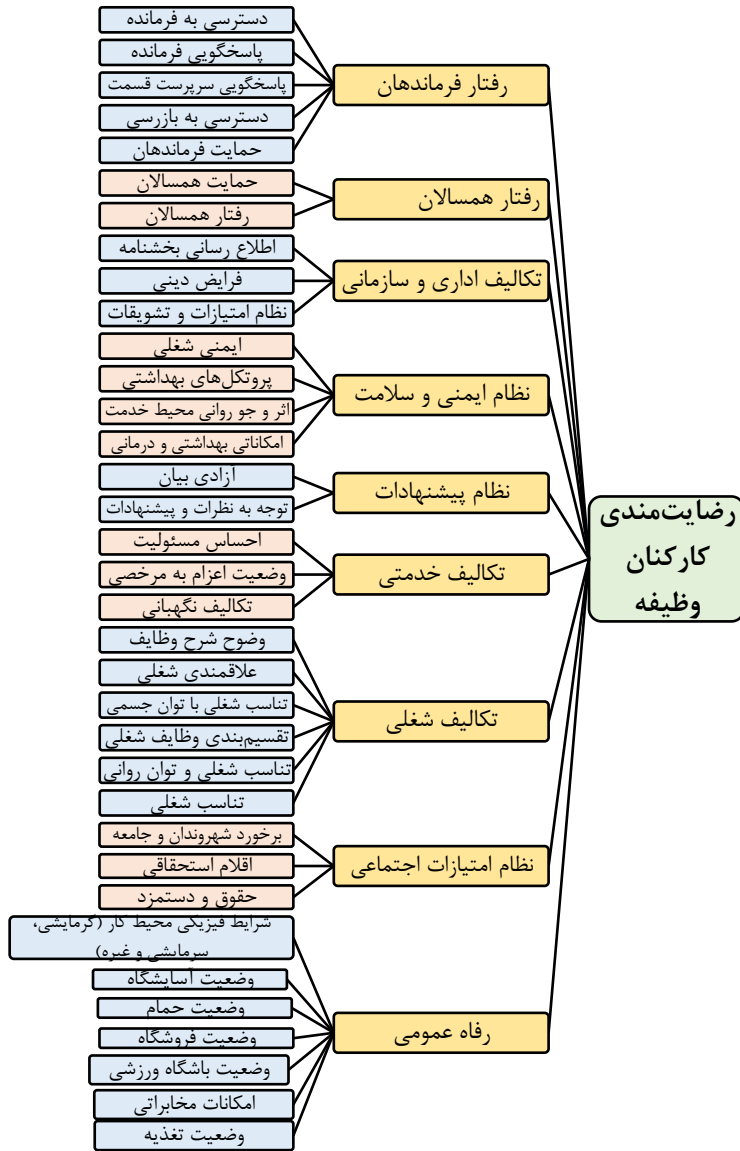 رضایت‌مندی
کارکنان
وظیفه
رفتار فرماندهان
دسترسی به فرمانده
پاسخگویی فرمانده
پاسخگویی سرپرست قسمت
دسترسی به بازرسی
حمایت فرماندهان
رفتار همسالان
حمایت همسالان
رفتار همسالان
تکالیف اداری و سازمانی
اطلاع رسانی بخشنامه
فرایض دینی
نظام امتیازات و تشویقات
نظام ایمنی و سلامت
ایمنی شغلی
پروتکل‌های بهداشتی
اثر و جو روانی محیط خدمت
امکاناتی بهداشتی و درمانی
نظام پیشنهادات
آزادی بیان
توجه به نظرات و پیشنهادات
تکالیف خدمتی
احساس مسئولیت
وضعیت اعزام به مرخصی
تکالیف نگهبانی
تکالیف شغلی
وضوح شرح وظایف
علاقمندی شغلی
تناسب شغلی با توان جسمی
تقسیم‌بندی وظایف شغلی
تناسب شغلی و توان روانی
تناسب شغلی
نظام امتیازات اجتماعی
برخورد شهروندان و جامعه
اقلام استحقاقی
حقوق و دستمزد
رفاه عمومی
شرایط فیزیکی محیط کار (گرمایشی،
سرمایشی و غیره)
وضعیت آسایشگاه
وضعیت حمام
وضعیت فروشگاه
وضعیت باشگاه ورزشی
امکانات مخابراتی
وضعیت تغذیه